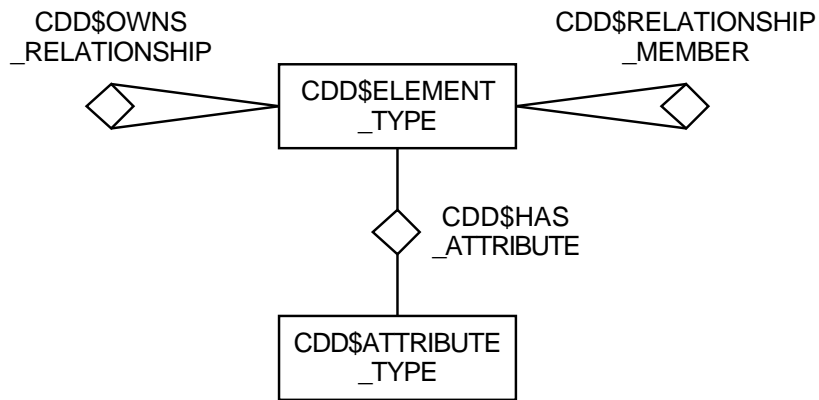 CDD$OWNS
_RELATIONSHIP
CDD$RELATIONSHIP
_MEMBER
CDD$ELEMENT
_TYPE
CDD$HAS
_ATTRIBUTE
CDD$ATTRIBUTE
_TYPE